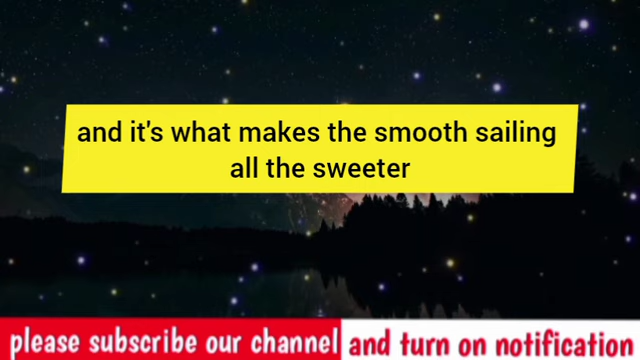 and it's what makes the smooth sailing
all the sweeter
please subscribe our channel and turn on notification